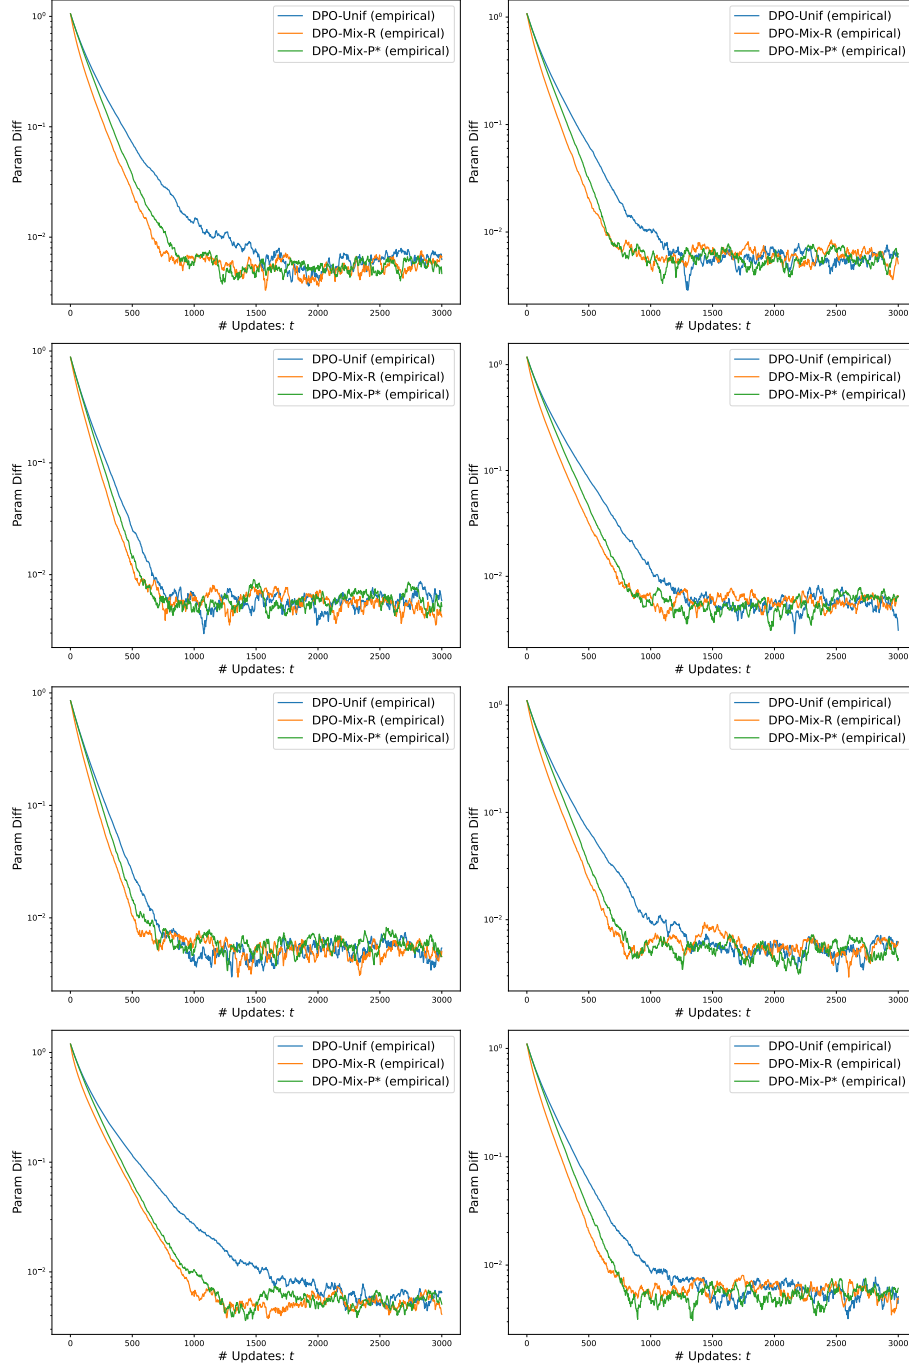 10⁰
10⁻¹
10⁻²
Param Diff
0 500 1000 1500 2000 2500 3000
# Updates: t
DPO-Unif (empirical)
DPO-Mix-R (empirical)
DPO-Mix-P* (empirical)
10⁰
10⁻¹
10⁻²
Param Diff
0 500 1000 1500 2000 2500 3000
# Updates: t
DPO-Unif (empirical)
DPO-Mix-R (empirical)
DPO-Mix-P* (empirical)
10⁰
10⁻¹
10⁻²
Param Diff
0 500 1000 1500 2000 2500 3000
# Updates: t
DPO-Unif (empirical)
DPO-Mix-R (empirical)
DPO-Mix-P* (empirical)
10⁰
10⁻¹
10⁻²
Param Diff
0 500 1000 1500 2000 2500 3000
# Updates: t
DPO-Unif (empirical)
DPO-Mix-R (empirical)
DPO-Mix-P* (empirical)
10⁰
10⁻¹
10⁻²
Param Diff
0 500 1000 1500 2000 2500 3000
# Updates: t
DPO-Unif (empirical)
DPO-Mix-R (empirical)
DPO-Mix-P* (empirical)
10⁰
10⁻¹
10⁻²
Param Diff
0 500 1000 1500 2000 2500 3000
# Updates: t
DPO-Unif (empirical)
DPO-Mix-R (empirical)
DPO-Mix-P* (empirical)
10⁰
10⁻¹
10⁻²
Param Diff
0 500 1000 1500 2000 2500 3000
# Updates: t
DPO-Unif (empirical)
DPO-Mix-R (empirical)
DPO-Mix-P* (empirical)
10⁰
10⁻¹
10⁻²
Param Diff
0 500 1000 1500 2000 2500 3000
# Updates: t
DPO-Unif (empirical)
DPO-Mix-R (empirical)
DPO-Mix-P* (empirical)